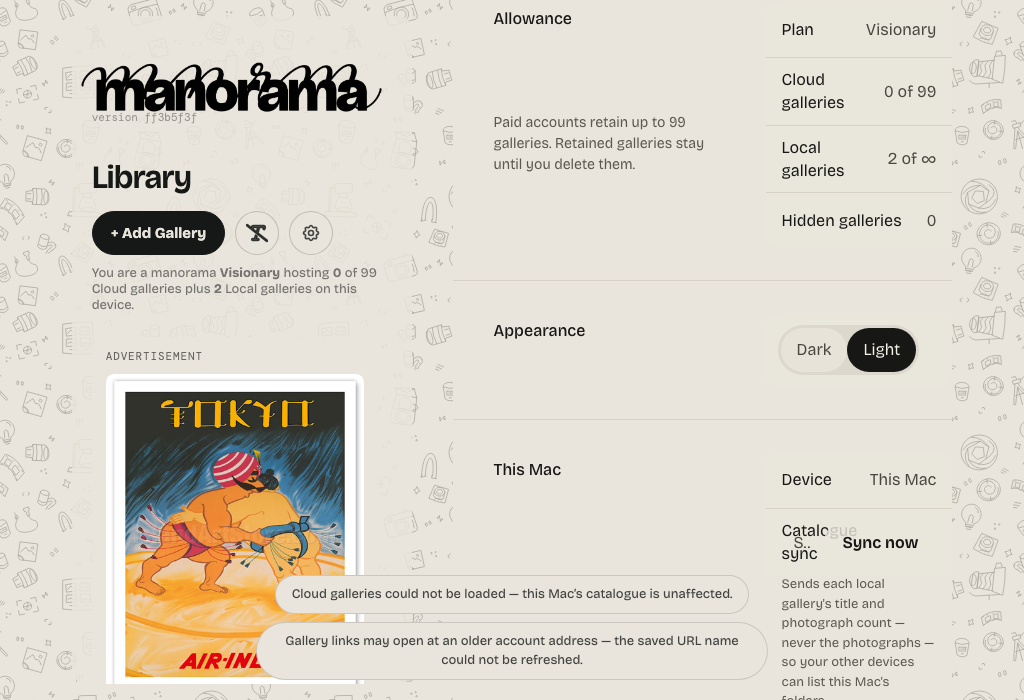 manorama
version ff3b5f3f
Library
+ Add Gallery
You are a manorama Visionary hosting 0 of 99
Cloud galleries plus 2 Local galleries on this
device.
ADVERTISEMENT
TOKYO
Allowance
Paid accounts retain up to 99
galleries. Retained galleries stay
until you delete them.
Plan Visionary
Cloud
galleries 0 of 99
Local
galleries 2 of ∞
Hidden galleries 0
Appearance
Dark Light
This Mac
Device This Mac
Catalogue
sync
S.. Sync now
Sends each local
gallery's title and
photograph count —
never the photographs —
so your other devices
can list this Mac's
Cloud galleries could not be loaded — this Mac's catalogue is unaffected.
Gallery links may open at an older account address — the saved URL name
could not be refreshed.